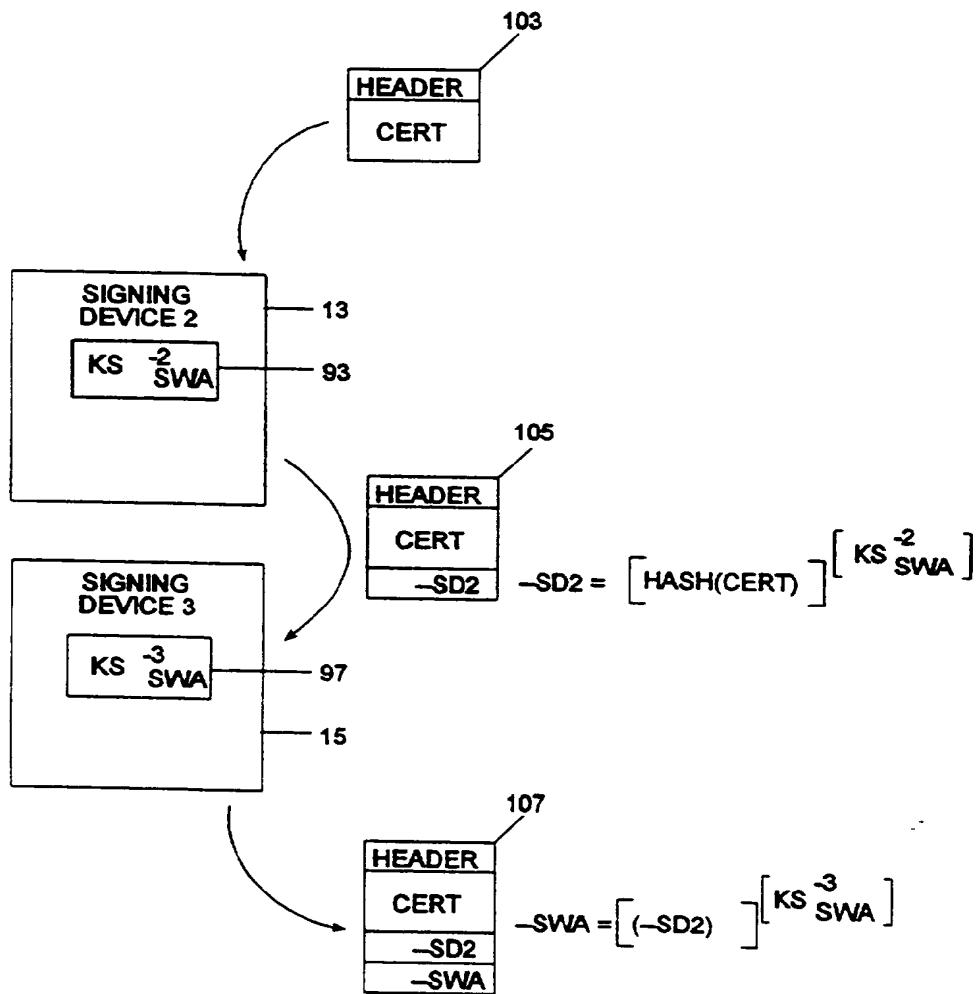 103
HEADER
CERT
SIGNING
DEVICE 2
13
KS -2 SWA
93
105
HEADER
CERT
—SD2
—SD2 = [HASH(CERT)] [KS -2 SWA]
SIGNING
DEVICE 3
KS -3 SWA
97
15
107
HEADER
CERT
—SD2
—SWA
—SWA = [(—SD2) ] [KS -3 SWA]